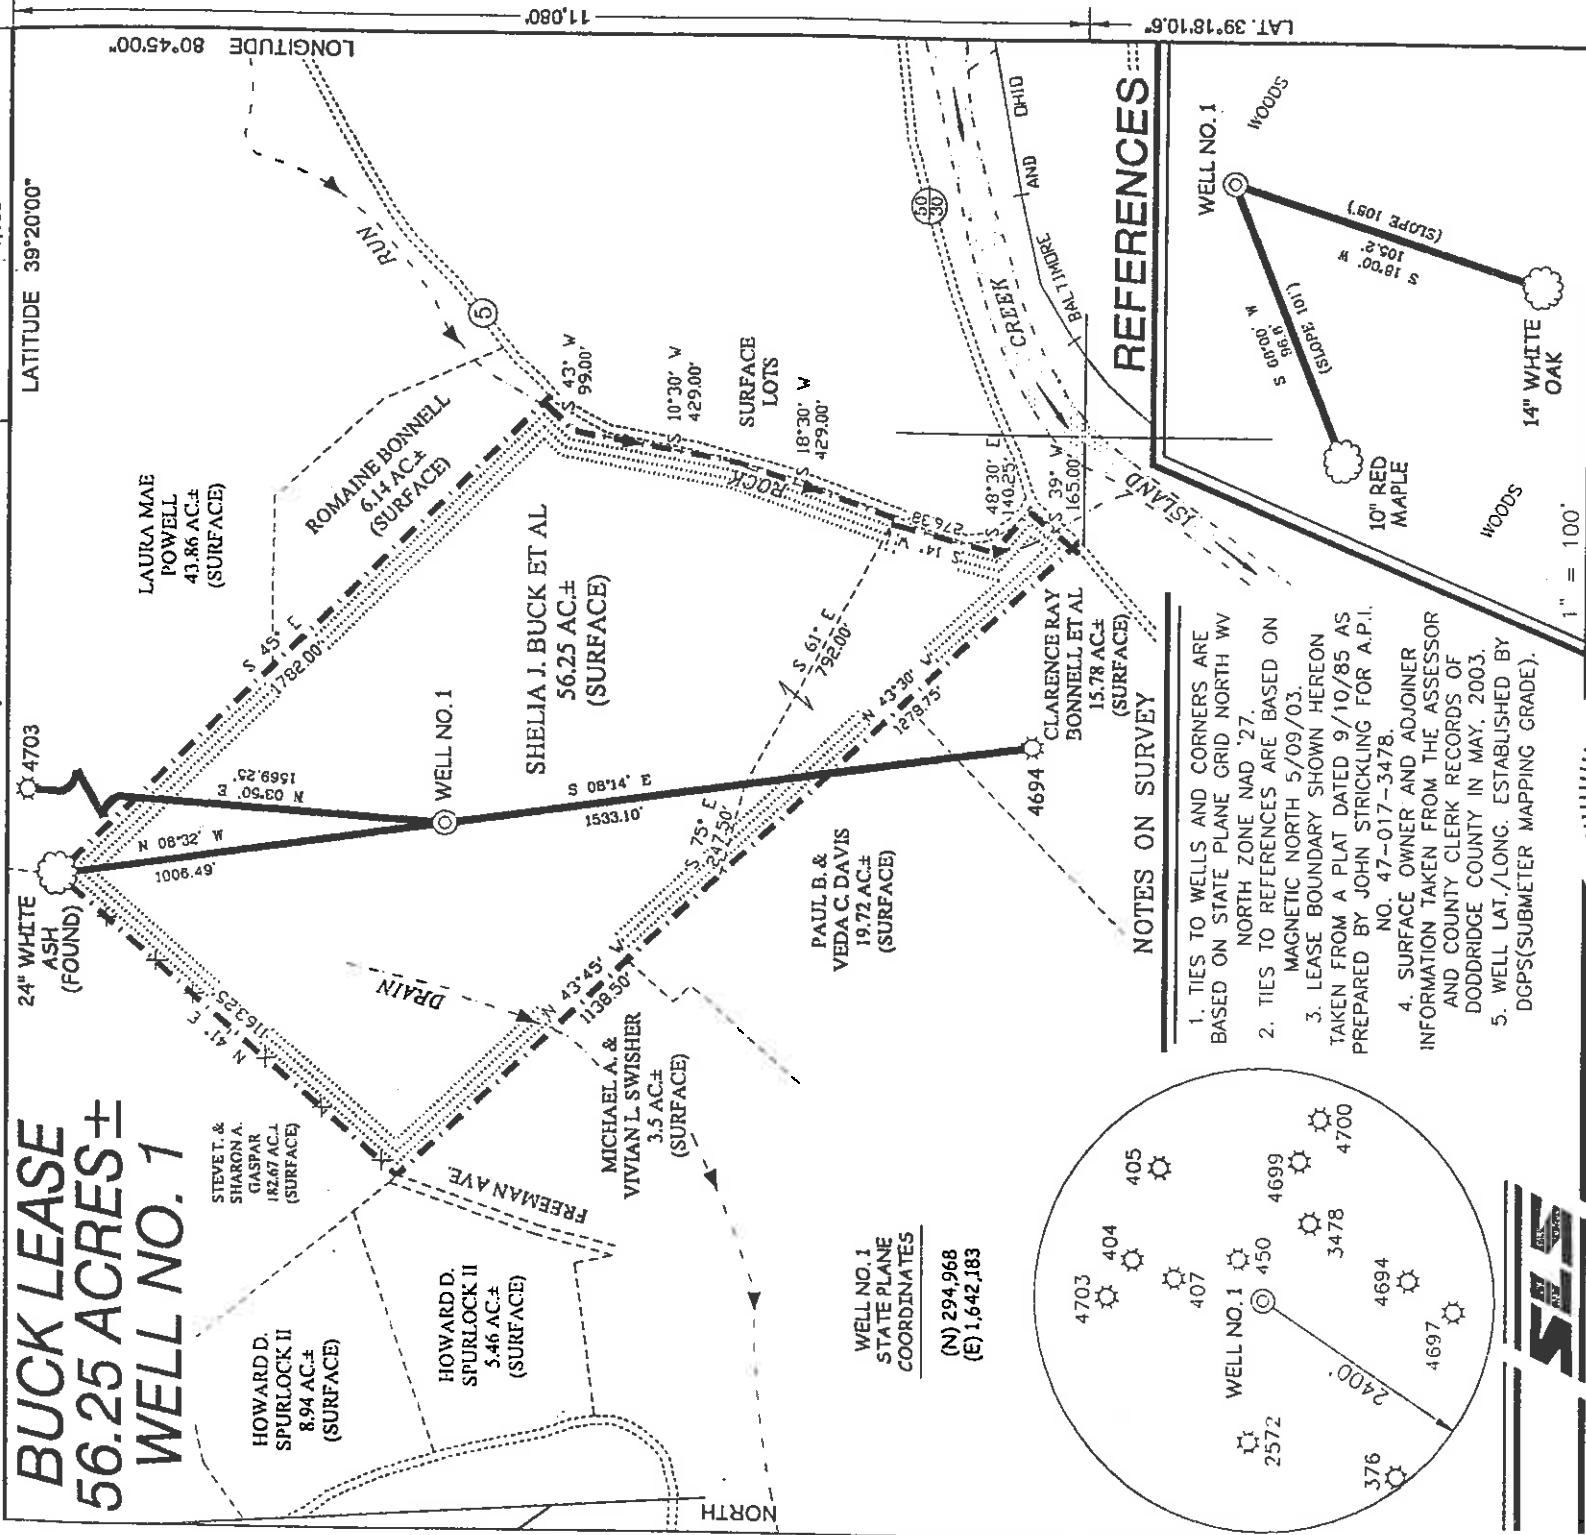 BUCK LEASE
56.25 ACRES±
WELL NO. 1
24" WHITE
ASH
(FOUND)
4703
LATITUDE 39°20'00"
LONGITUDE 80°45'00"
11,080'
LAT. 39°18'10.6"
LAURA MAE
POWELL
43.86 AC.±
(SURFACE)
ROMAINE BONNELL
6.14 AC.±
(SURFACE)
RUN
5
S 45° E
1782.00'
S 43° W
99.00'
S 10°30' W
429.00'
SURFACE
LOTS
S 18°30' W
429.00'
ROCK
S 14° W
276.38
S 48°30' E
140.25'
S 39° W
165.00'
SHELIA J. BUCK ET AL
56.25 AC.±
(SURFACE)
N 03°50' E
1569.25'
N 08°32' W
1006.49'
WELL NO. 1
S 08°14' E
1533.10'
4694
S 61° E
792.00'
S 75° E
247.50'
N 43°30' W
1278.75'
N 43°45' W
1138.50'
N 41° E
1163.25'
DRAIN
STEVE T. &
SHARON A.
GASPAR
182.67 AC.±
(SURFACE)
HOWARD D.
SPURLOCK II
8.94 AC.±
(SURFACE)
HOWARD D.
SPURLOCK II
5.46 AC.±
(SURFACE)
FREEMAN AVE
MICHAEL A. &
VIVIAN L. SWISHER
3.5 AC.±
(SURFACE)
PAUL B. &
VEDA C. DAVIS
19.72 AC.±
(SURFACE)
CLARENCE RAY
BONNELL ET AL
15.78 AC.±
(SURFACE)
50
30
CREEK
ISLAND
BALTIMORE AND OHIO
NORTH
WELL NO. 1
STATE PLANE
COORDINATES
(N) 294,968
(E) 1,642,183
4703
404
405
407
450
WELL NO. 1
4699
4700
3478
4694
4697
2572
376
2400'
NOTES ON SURVEY
1. TIES TO WELLS AND CORNERS ARE
BASED ON STATE PLANE GRID NORTH WV
NORTH ZONE NAD '27.
2. TIES TO REFERENCES ARE BASED ON
MAGNETIC NORTH 5/09/03.
3. LEASE BOUNDARY SHOWN HEREON
TAKEN FROM A PLAT DATED 9/10/85 AS
PREPARED BY JOHN STRICKLING FOR A.P.I.
NO. 47-017-3478.
4. SURFACE OWNER AND ADJOINER
INFORMATION TAKEN FROM THE ASSESSOR
AND COUNTY CLERK RECORDS OF
DODDRIDGE COUNTY IN MAY, 2003.
5. WELL LAT./LONG. ESTABLISHED BY
DGPS(SUBMETER MAPPING GRADE).
REFERENCES
WELL NO. 1
WOODS
S 68°00' W
96.8'
(SLOPE 101')
S 18°00' W
105.2'
(SLOPE 109')
10" RED
MAPLE
14" WHITE
OAK
WOODS
1" = 100'
SLS